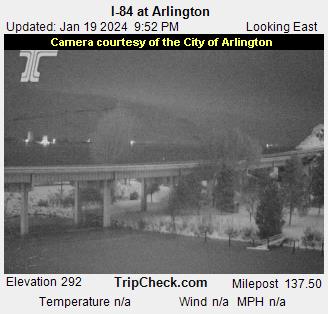 I-84 at Arlington
Updated: Jan 19 2024 9:52 PM Looking East
Camera courtesy of the City of Arlington
Elevation 292 TripCheck.com Milepost 137.50
Temperature n/a Wind n/a MPH n/a